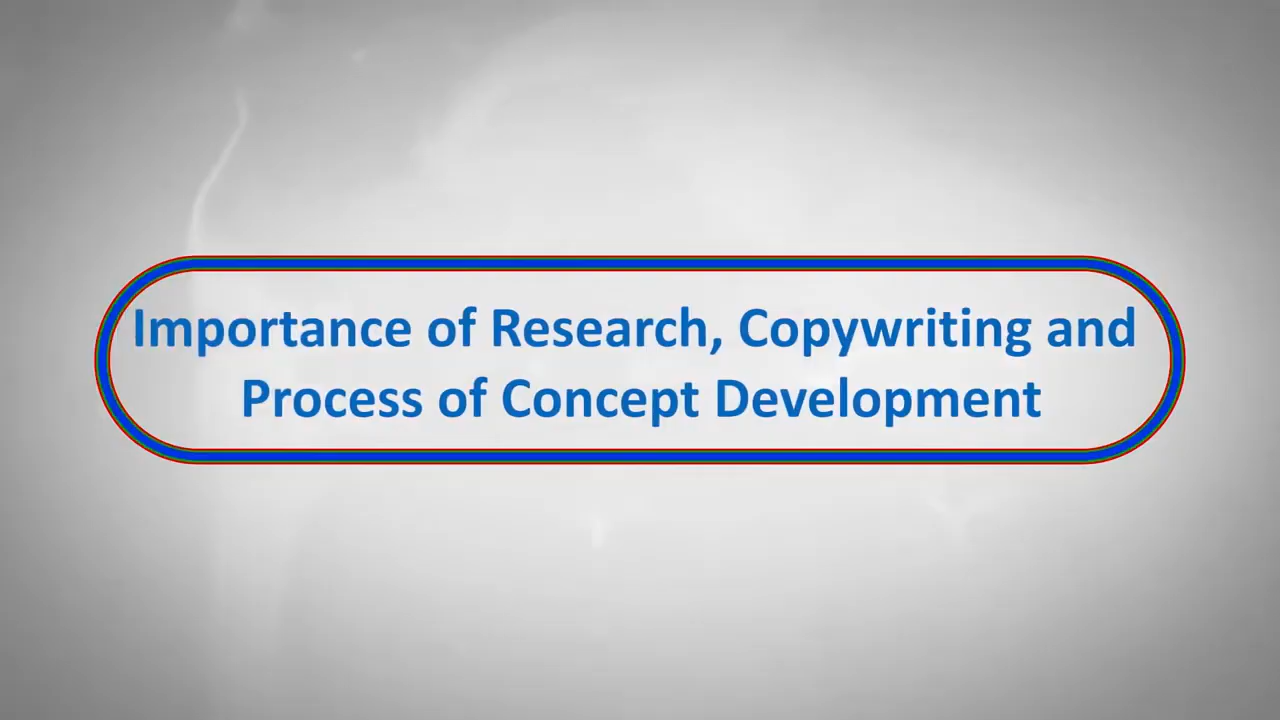 Importance of Research, Copywriting and
Process of Concept Development